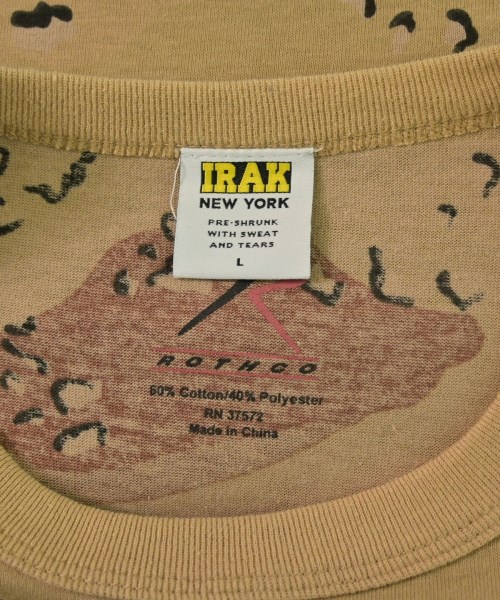 IRAK
NEW YORK
PRE-SHRUNK
WITH SWEAT
AND TEARS
L
ROTHCO
60% Cotton/40% Polyester
RN 37572
Made in China